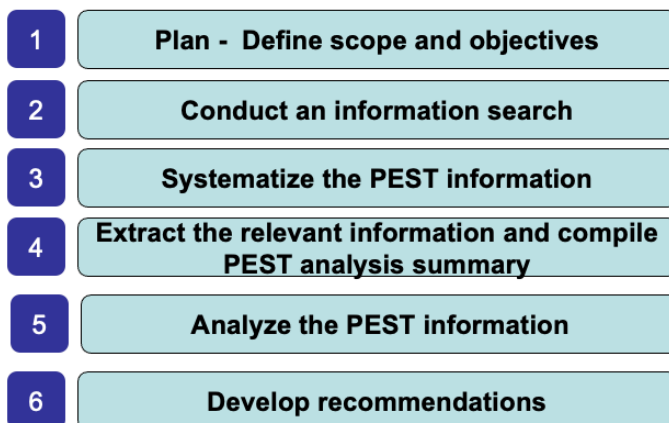 1 Plan - Define scope and objectives
2 Conduct an information search
3 Systematize the PEST information
4 Extract the relevant information and compile
PEST analysis summary
5 Analyze the PEST information
6 Develop recommendations